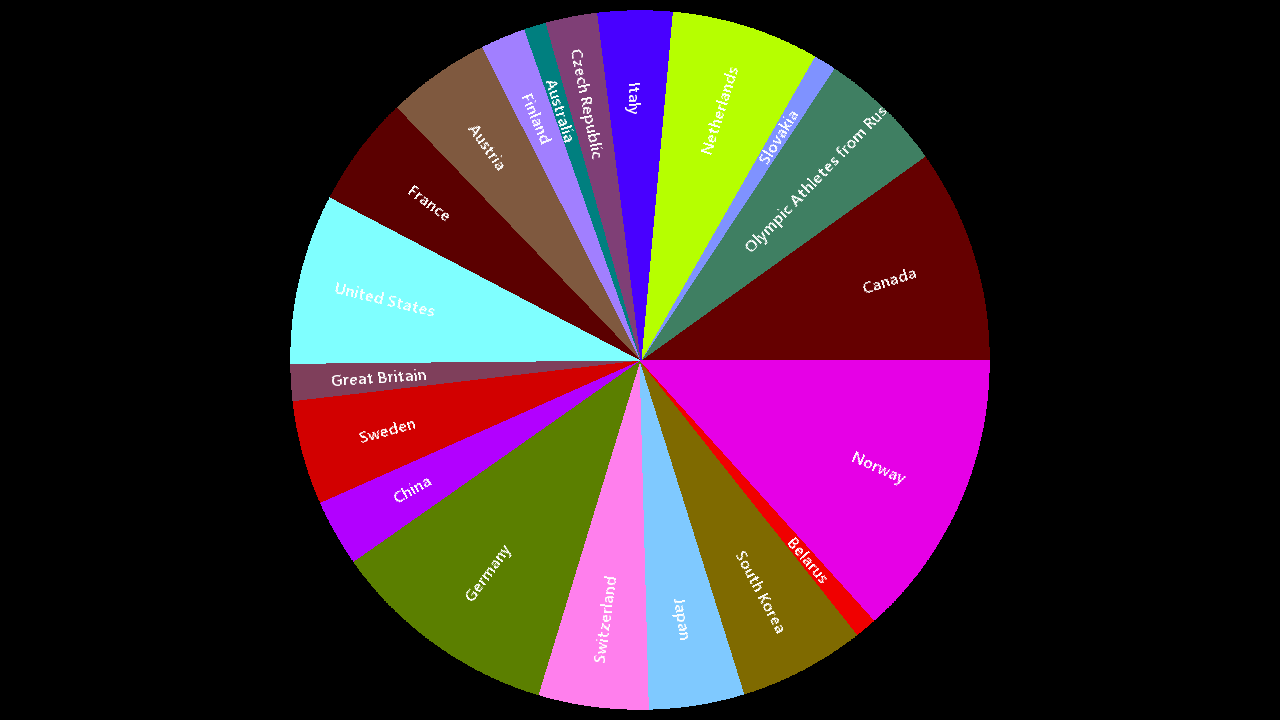 Italy
Czech Republic
Netherlands
Australia
Finland
Slovakia
Austria
Olympic Athletes from Rus
France
Canada
United States
Great Britain
Sweden
Norway
China
Belarus
Germany
South Korea
Switzerland
Japan